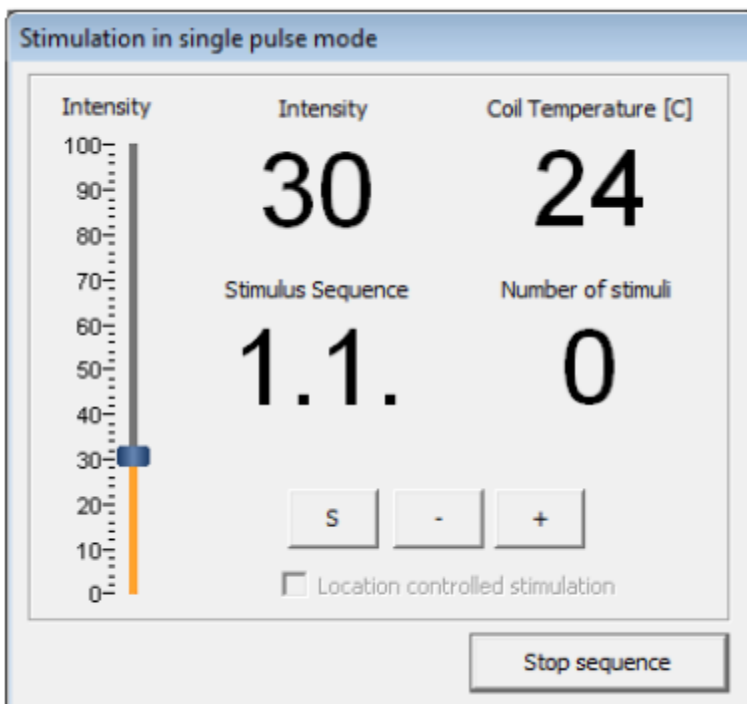 Stimulation in single pulse mode
Intensity
Intensity
Coil Temperature [C]
100
90
80
70
60
50
40
30
20
10
0
30
24
Stimulus Sequence
Number of stimuli
1.1.
0
S
-
+
Location controlled stimulation
Stop sequence